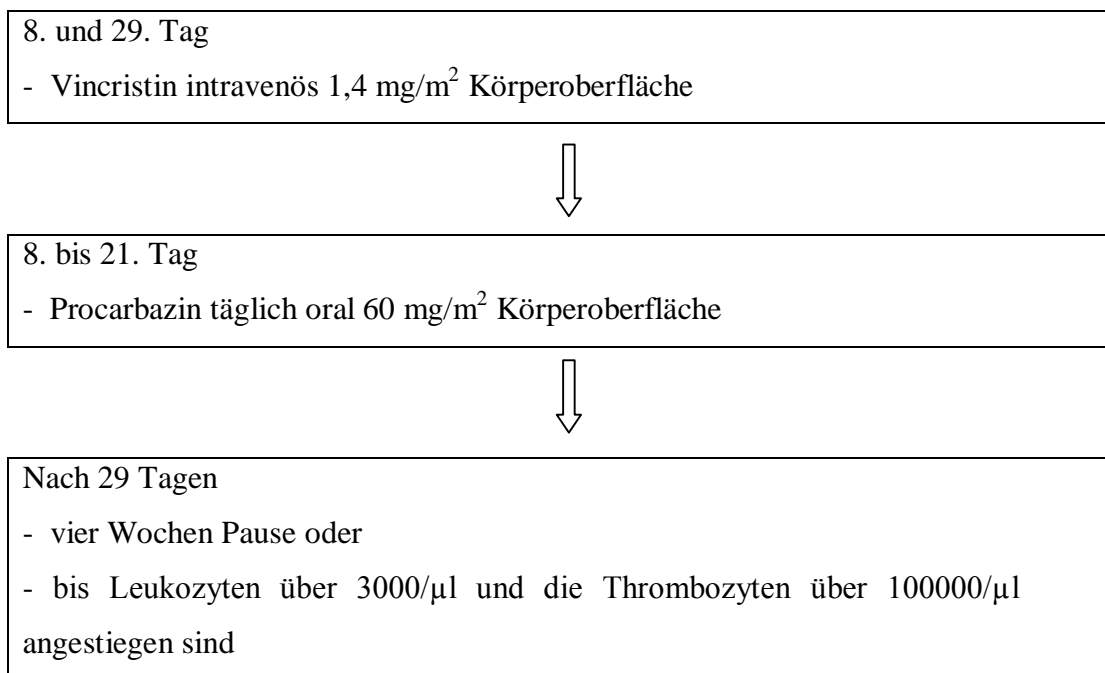 8. und 29. Tag
- Vincristin intravenös 1,4 mg/m² Körperoberfläche
8. bis 21. Tag
- Procarbazin täglich oral 60 mg/m² Körperoberfläche
Nach 29 Tagen
- vier Wochen Pause oder
- bis Leukozyten über 3000/µl und die Thrombozyten über 100000/µl
angestiegen sind